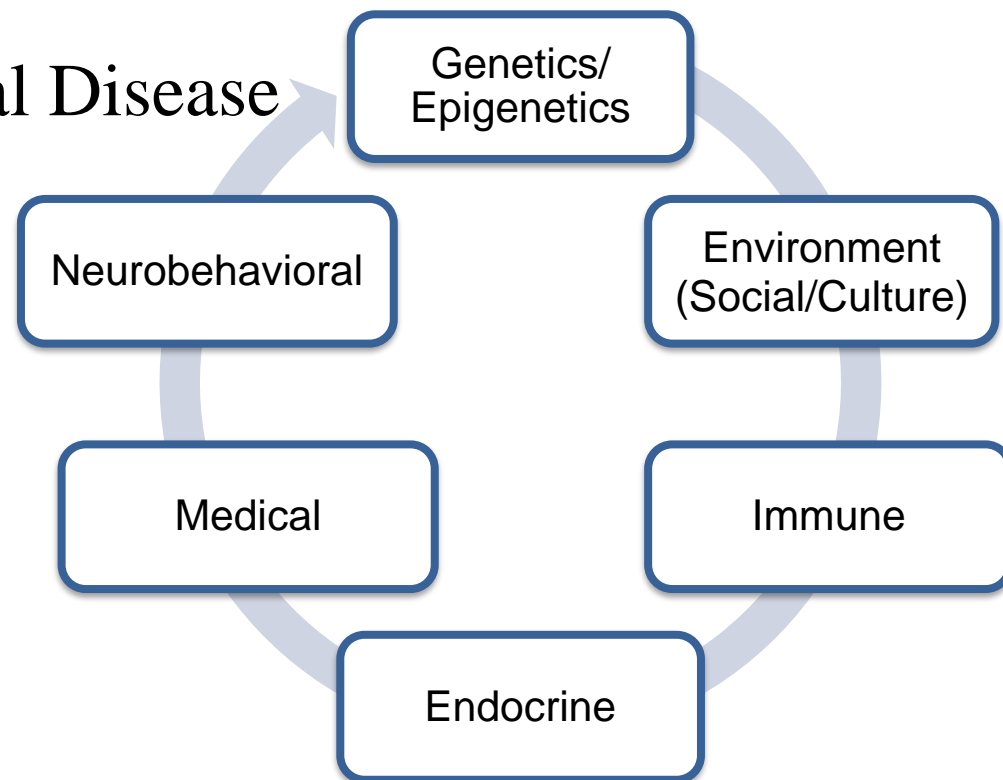 al Disease
Genetics/
Epigenetics
Environment
(Social/Culture)
Immune
Endocrine
Medical
Neurobehavioral